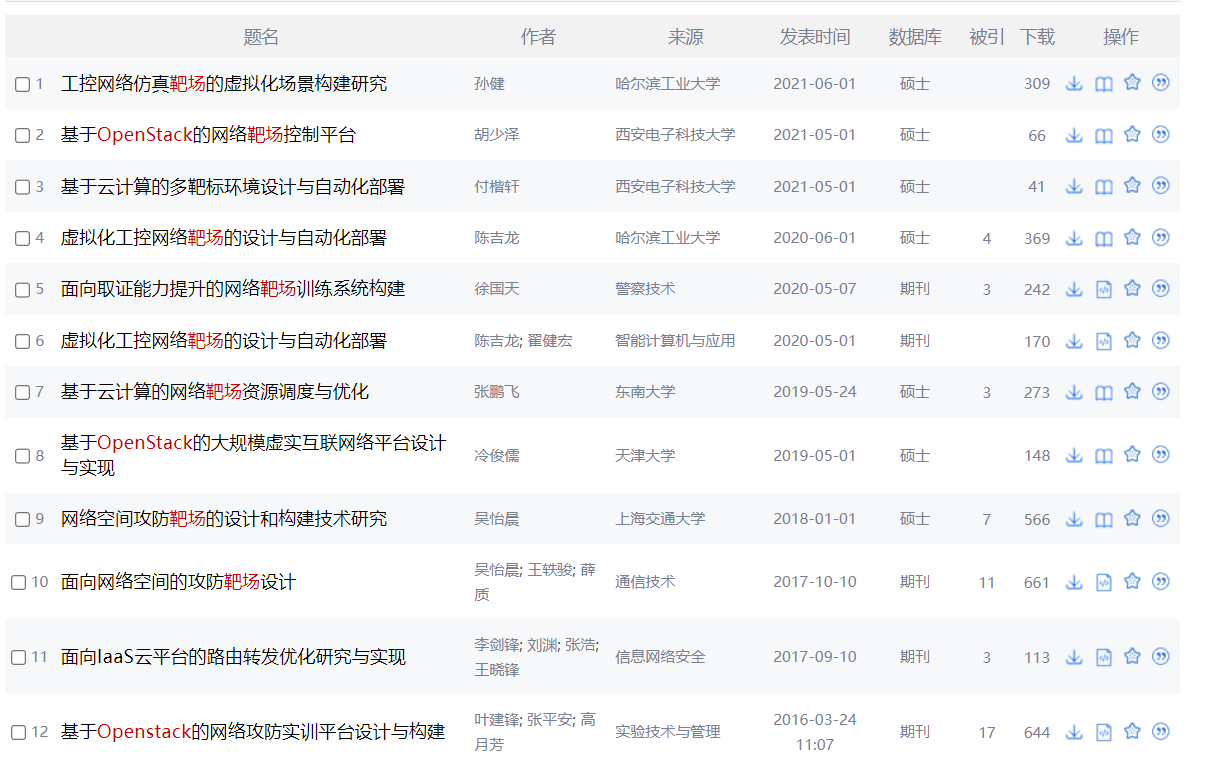 题名 作者 来源 发表时间 数据库 被引 下载 操作
1 工控网络仿真靶场的虚拟化场景构建研究 孙健 哈尔滨工业大学 2021-06-01 硕士 309
2 基于OpenStack的网络靶场控制平台 胡少泽 西安电子科技大学 2021-05-01 硕士 66
3 基于云计算的多靶标环境设计与自动化部署 付楷轩 西安电子科技大学 2021-05-01 硕士 41
4 虚拟化工控网络靶场的设计与自动化部署 陈吉龙 哈尔滨工业大学 2020-06-01 硕士 4 369
5 面向取证能力提升的网络靶场训练系统构建 徐国天 警察技术 2020-05-07 期刊 3 242
6 虚拟化工控网络靶场的设计与自动化部署 陈吉龙; 翟健宏 智能计算机与应用 2020-05-01 期刊 170
7 基于云计算的网络靶场资源调度与优化 张鹏飞 东南大学 2019-05-24 硕士 3 273
8 基于OpenStack的大规模虚实互联网络平台设计
与实现 冷俊儒 天津大学 2019-05-01 硕士 148
9 网络空间攻防靶场的设计和构建技术研究 吴怡晨 上海交通大学 2018-01-01 硕士 7 566
10 面向网络空间的攻防靶场设计 吴怡晨; 王轶骏; 薛
质 通信技术 2017-10-10 期刊 11 661
11 面向IaaS云平台的路由转发优化研究与实现 李剑锋; 刘渊; 张浩;
王晓锋 信息网络安全 2017-09-10 期刊 3 113
12 基于Openstack的网络攻防实训平台设计与构建 叶建锋; 张平安; 高
月芳 实验技术与管理 2016-03-24
11:07 期刊 17 644